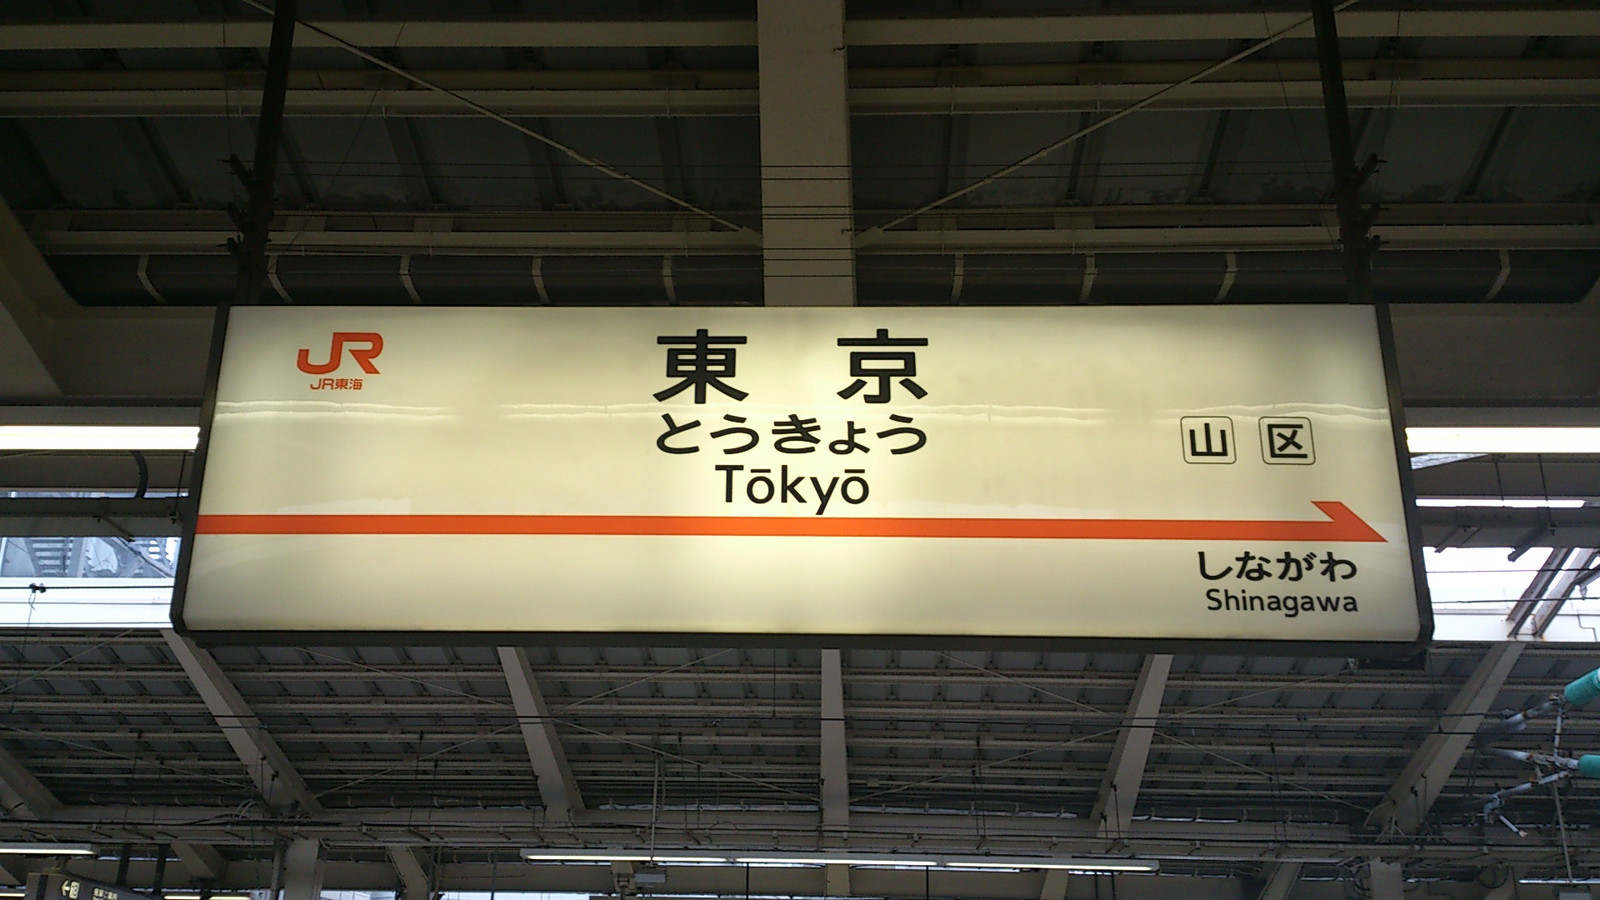 JR
JR東海
東京
とうきょう
Tōkyō
山 区
しながわ
Shinagawa